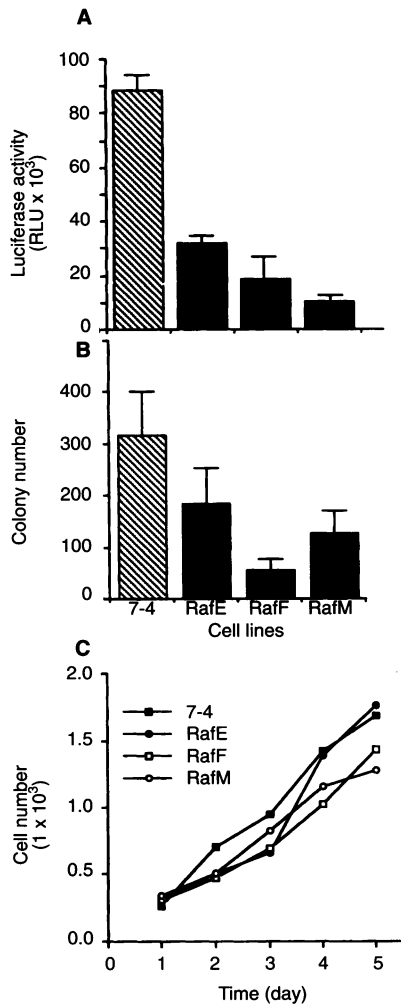 A
Luciferase activity
(RLU x 10³)
100
80
60
40
20
0
B
Colony number
400
300
200
100
0
7-4 RafE RafF RafM
Cell lines
C
Cell number
(1 x 10³)
2.0
1.5
1.0
0.5
0.0
7-4
RafE
RafF
RafM
0 1 2 3 4 5
Time (day)